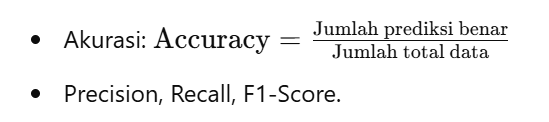 • Akurasi: Accuracy = Jumlah prediksi benar / Jumlah total data
• Precision, Recall, F1-Score.